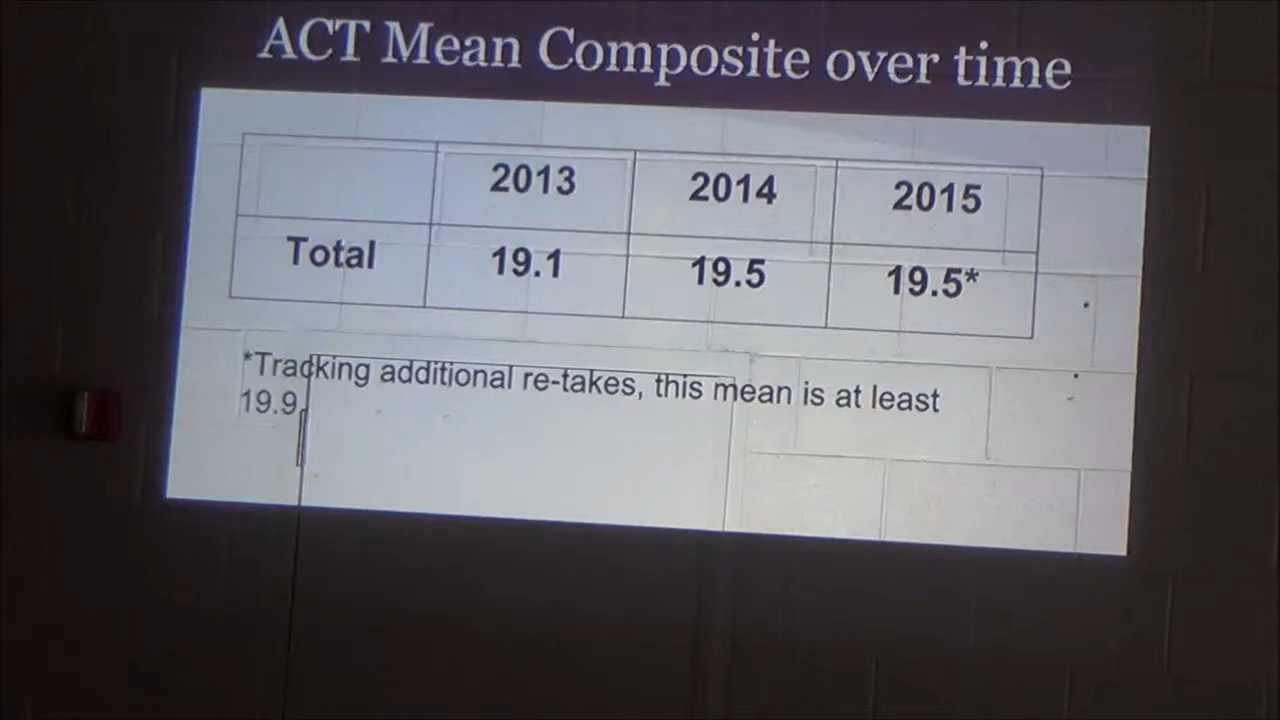 ACT Mean Composite over time
2013 2014 2015
Total 19.1 19.5 19.5*
*Tracking additional re-takes, this mean is at least
19.9